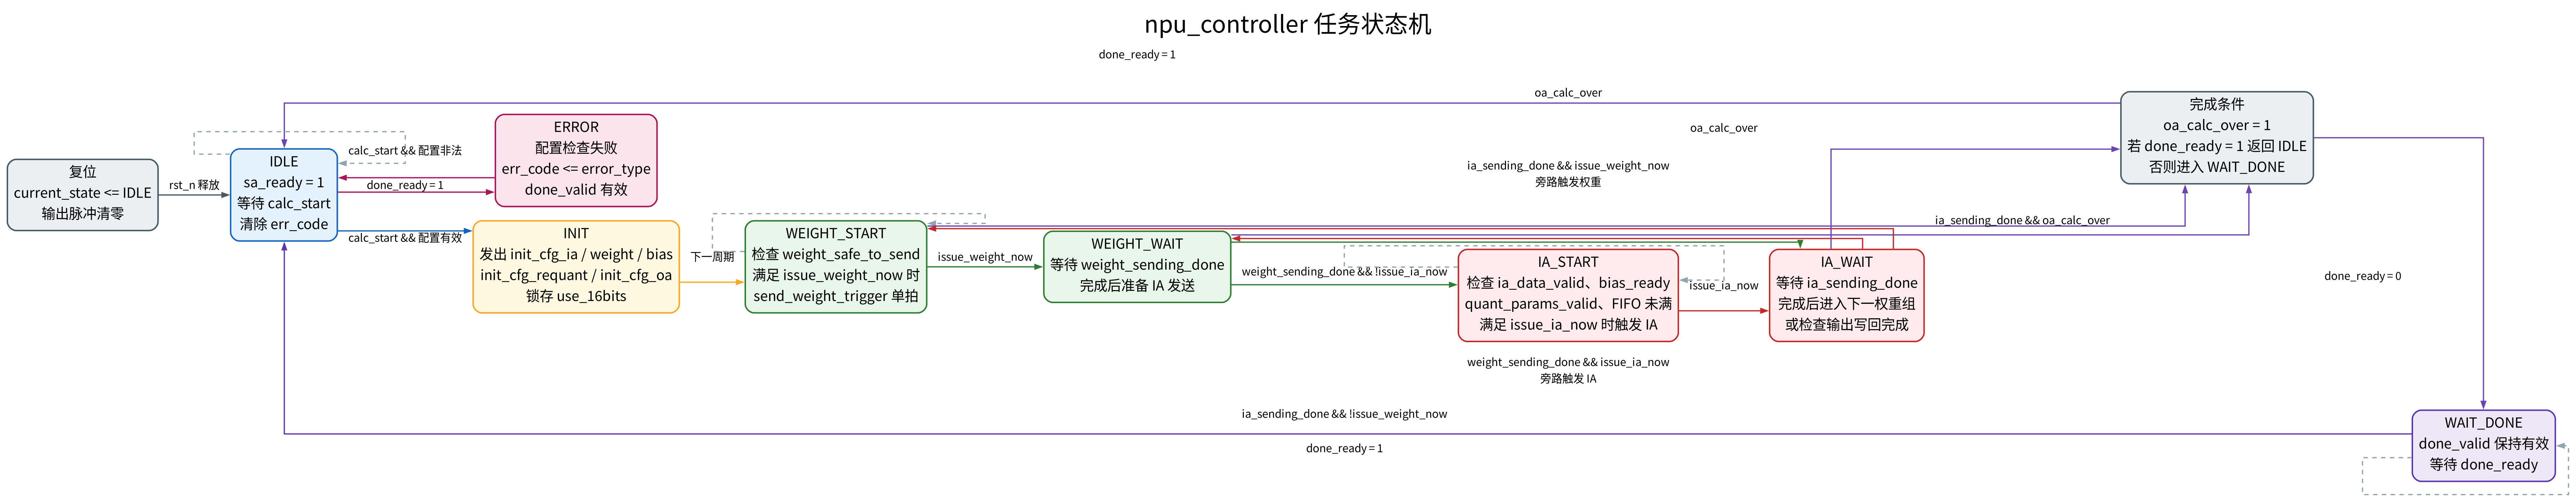 npu_controller 任务状态机
done_ready = 1
oa_calc_over
oa_calc_over
复位
current_state <= IDLE
输出脉冲清零
rst_n 释放
IDLE
sa_ready = 1
等待 calc_start
清除 err_code
calc_start && 配置非法
done_ready = 1
calc_start && 配置有效
ERROR
配置检查失败
err_code <= error_type
done_valid 有效
INIT
发出 init_cfg_ia / weight / bias
init_cfg_requant / init_cfg_oa
锁存 use_16bits
下一周期
WEIGHT_START
检查 weight_safe_to_send
满足 issue_weight_now 时
send_weight_trigger 单拍
issue_weight_now
WEIGHT_WAIT
等待 weight_sending_done
完成后准备 IA 发送
weight_sending_done && !issue_ia_now
ia_sending_done && issue_weight_now
旁路触发权重
IA_START
检查 ia_data_valid、bias_ready
quant_params_valid、FIFO 未满
满足 issue_ia_now 时触发 IA
issue_ia_now
IA_WAIT
等待 ia_sending_done
完成后进入下一权重组
或检查输出写回完成
ia_sending_done && oa_calc_over
完成条件
oa_calc_over = 1
若 done_ready = 1 返回 IDLE
否则进入 WAIT_DONE
done_ready = 0
weight_sending_done && issue_ia_now
旁路触发 IA
ia_sending_done && !issue_weight_now
done_ready = 1
WAIT_DONE
done_valid 保持有效
等待 done_ready